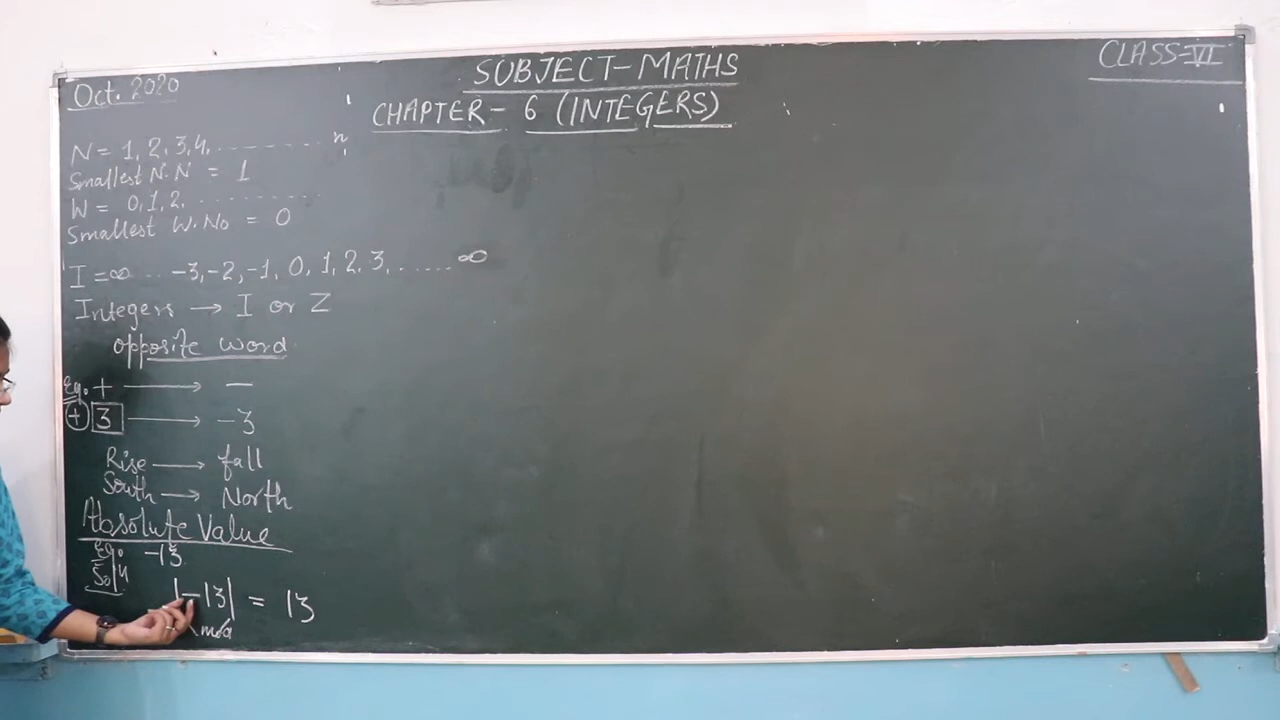 SUBJECT-MATHS
CLASS-VI
CHAPTER- 6 (INTEGERS)
Oct. 2020
N = 1, 2, 3, 4, .......... n
Smallest N.N = 1
W = 0, 1, 2, ..........
Smallest W.No = 0
I = ∞ ... -3, -2, -1, 0, 1, 2, 3, ...... ∞
Integers → I or Z
opposite word
Eg. + → −
+ 3 → -3
Rise → fall
South → North
Absolute Value
Eg. -13
Sol
|-13| = 13
mod